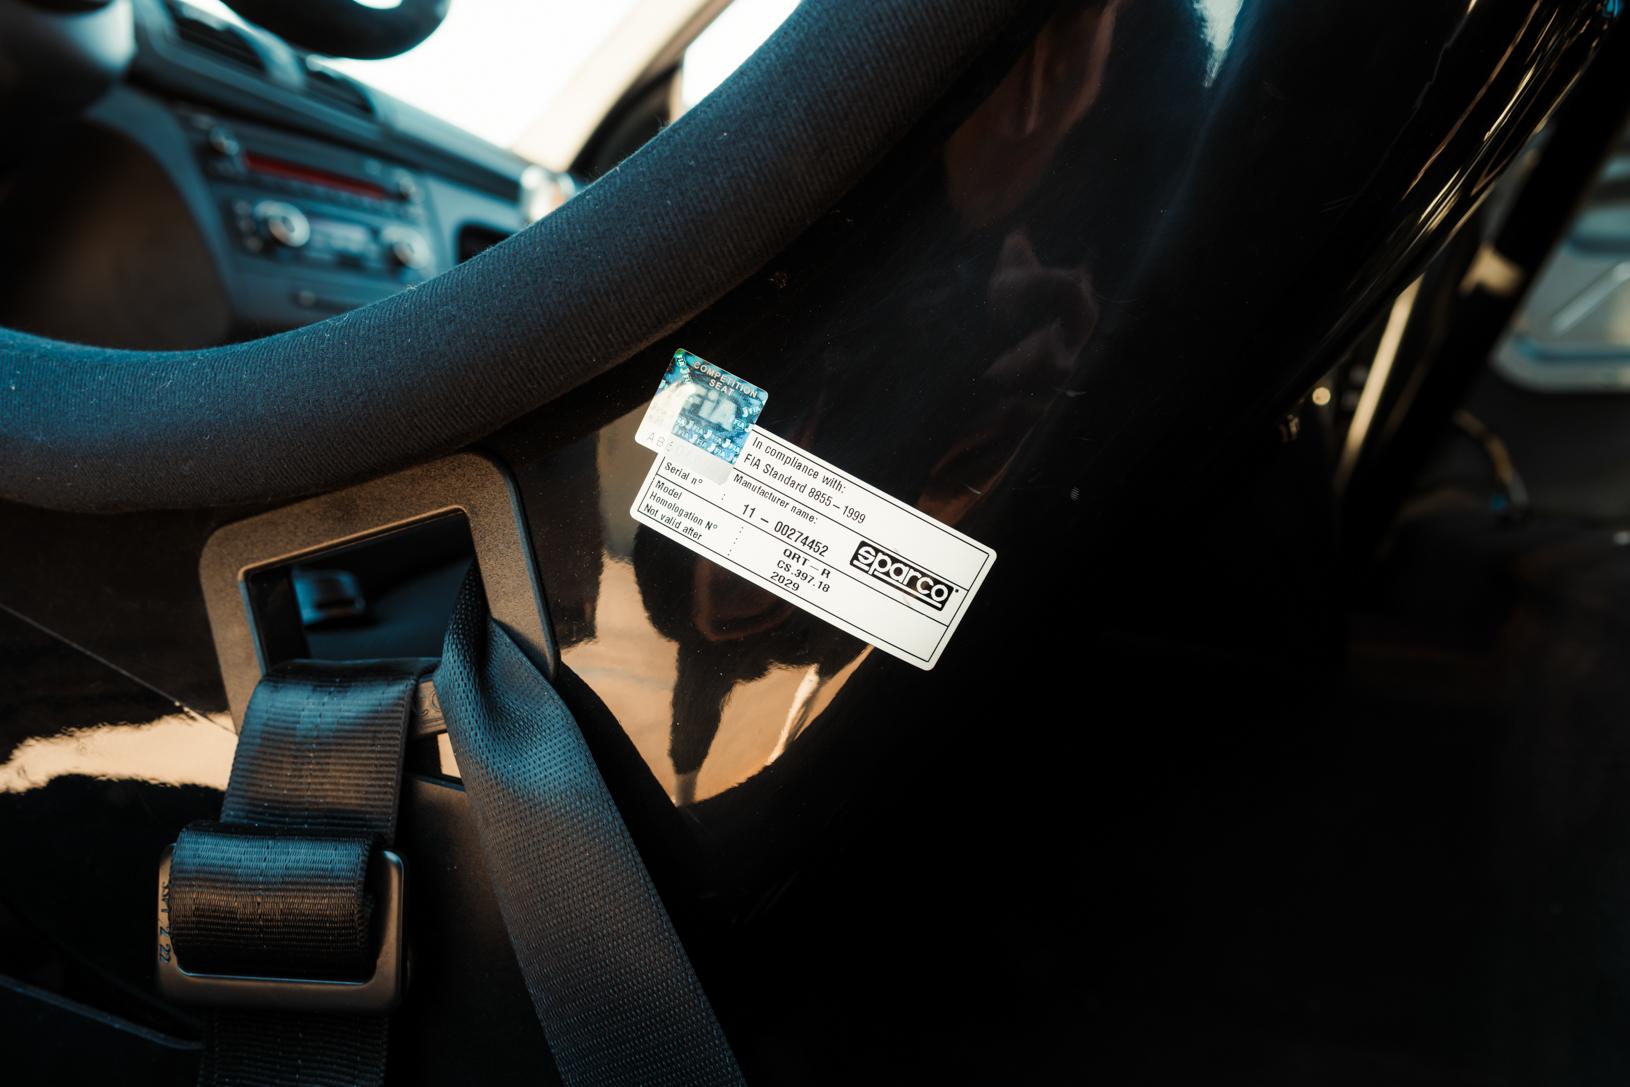 COMPETITION
SEAT
In compliance with:
FIA Standard 8855-1999
Manufacturer name:
sparco
Serial n° : 11 - 00274452
Model : QRT-R
Homologation N° : CS.397.18
Not valid after : 2029